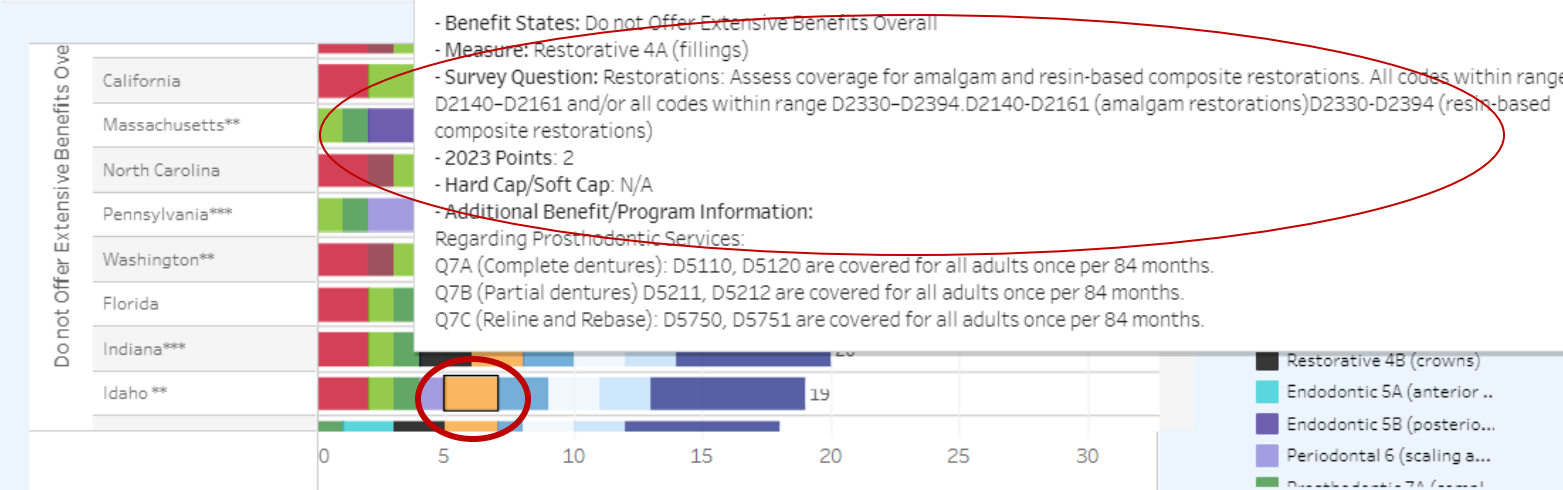 - Benefit States: Do not Offer Extensive Benefits Overall
- Measure: Restorative 4A (fillings)
- Survey Question: Restorations: Assess coverage for amalgam and resin-based composite restorations. All codes within range
D2140–D2161 and/or all codes within range D2330–D2394.D2140-D2161 (amalgam restorations)D2330-D2394 (resin-based
composite restorations)
- 2023 Points: 2
- Hard Cap/Soft Cap: N/A
- Additional Benefit/Program Information:
Regarding Prosthodontic Services:
Q7A (Complete dentures): D5110, D5120 are covered for all adults once per 84 months.
Q7B (Partial dentures) D5211, D5212 are covered for all adults once per 84 months.
Q7C (Reline and Rebase): D5750, D5751 are covered for all adults once per 84 months.
Do not Offer Extensive Benefits Ove
California
Massachusetts**
North Carolina
Pennsylvania***
Washington**
Florida
Indiana***
20
Idaho **
19
0 5 10 15 20 25 30
Restorative 4B (crowns)
Endodontic 5A (anterior ..
Endodontic 5B (posterio...
Periodontal 6 (scaling a...